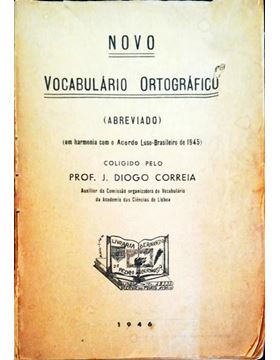 NOVO
VOCABULÁRIO ORTOGRÁFICO
(ABREVIADO)
(em harmonia com o Acordo Luso-Brasileiro de 1945)
COLIGIDO PELO
PROF. J. DIOGO CORREIA
Auxiliar da Comissão organizadora do Vocabulário
da Academia das Ciências de Lisboa
LIVRARIA
1946